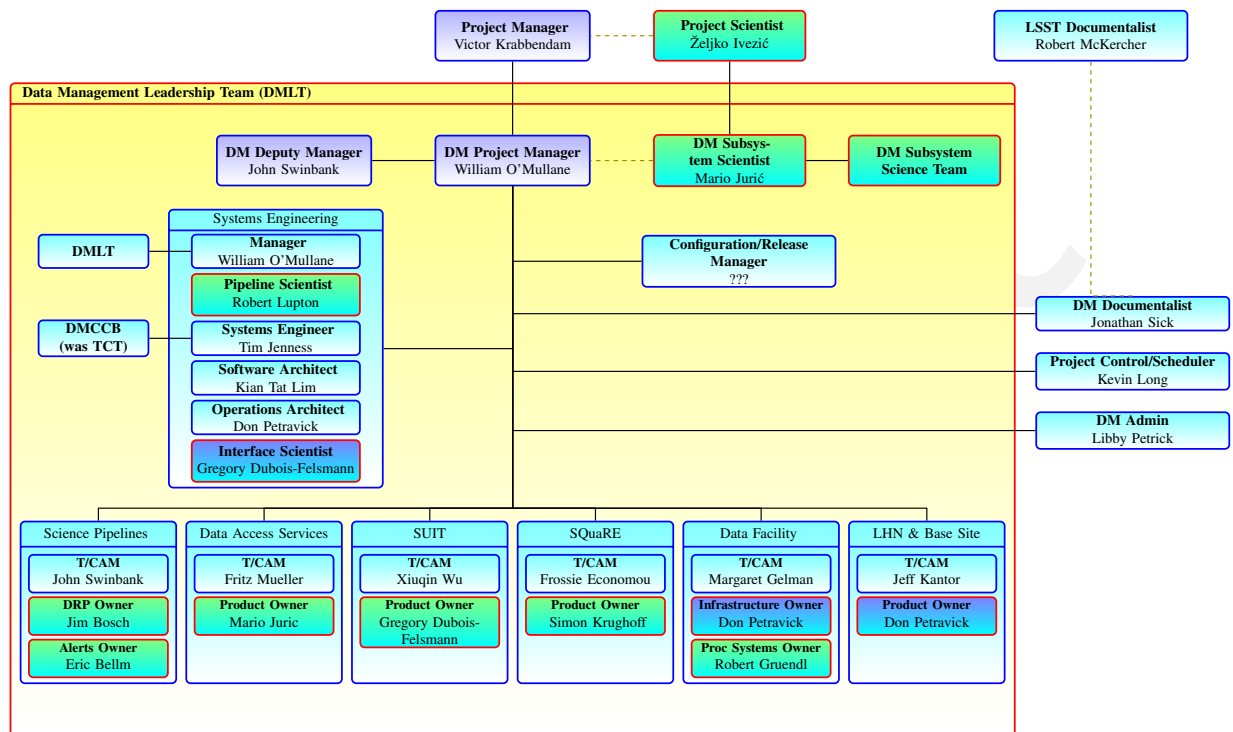 Project Manager
Victor Krabbendam
Project Scientist
Željko Ivezić
LSST Documentalist
Robert McKercher
Data Management Leadership Team (DMLT)
DM Deputy Manager
John Swinbank
DM Project Manager
William O'Mullane
DM Subsys-
tem Scientist
Mario Jurić
DM Subsystem
Science Team
Systems Engineering
DMLT
Manager
William O'Mullane
Pipeline Scientist
Robert Lupton
DMCCB
(was TCT)
Systems Engineer
Tim Jenness
Software Architect
Kian Tat Lim
Operations Architect
Don Petravick
Interface Scientist
Gregory Dubois-Felsmann
Configuration/Release
Manager
???
DM Documentalist
Jonathan Sick
Project Control/Scheduler
Kevin Long
DM Admin
Libby Petrick
Science Pipelines
T/CAM
John Swinbank
DRP Owner
Jim Bosch
Alerts Owner
Eric Bellm
Data Access Services
T/CAM
Fritz Mueller
Product Owner
Mario Juric
SUIT
T/CAM
Xiuqin Wu
Product Owner
Gregory Dubois-
Felsmann
SQuaRE
T/CAM
Frossie Economou
Product Owner
Simon Krughoff
Data Facility
T/CAM
Margaret Gelman
Infrastructure Owner
Don Petravick
Proc Systems Owner
Robert Gruendl
LHN & Base Site
T/CAM
Jeff Kantor
Product Owner
Don Petravick